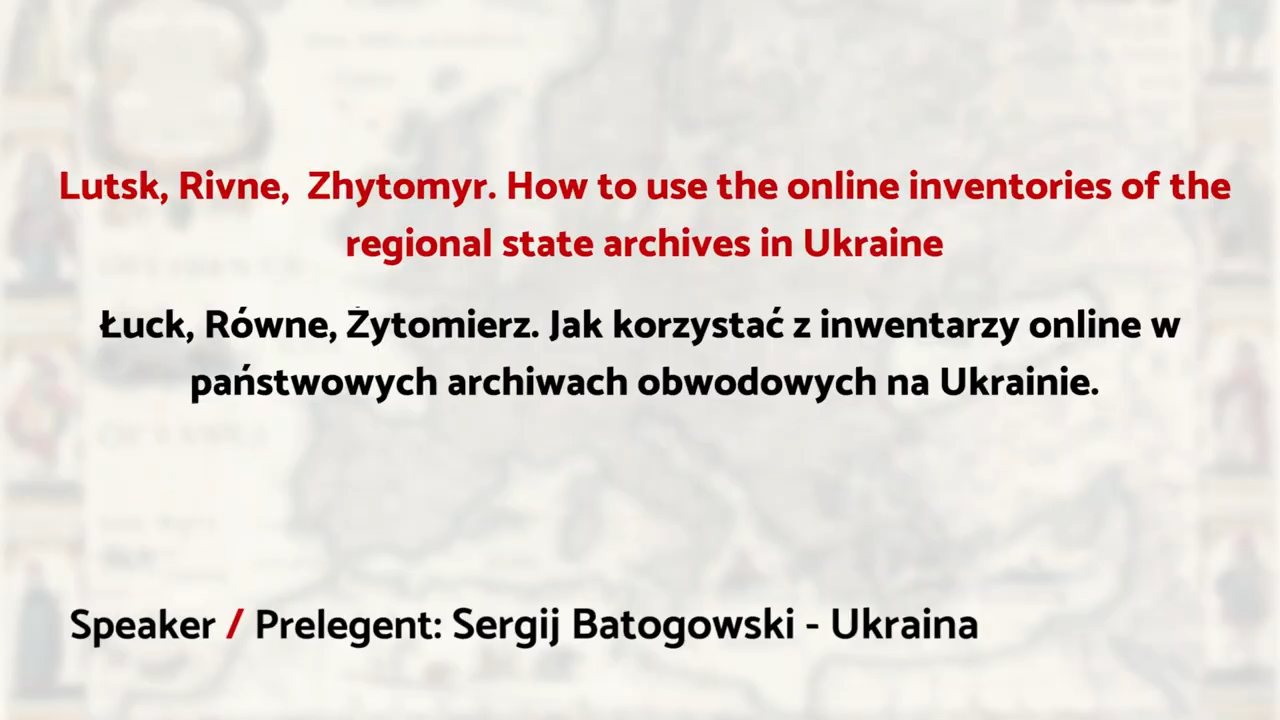 Lutsk, Rivne, Zhytomyr. How to use the online inventories of the
regional state archives in Ukraine
Łuck, Równe, Żytomierz. Jak korzystać z inwentarzy online w
państwowych archiwach obwodowych na Ukrainie.
Speaker / Prelegent: Sergij Batogowski - Ukraina